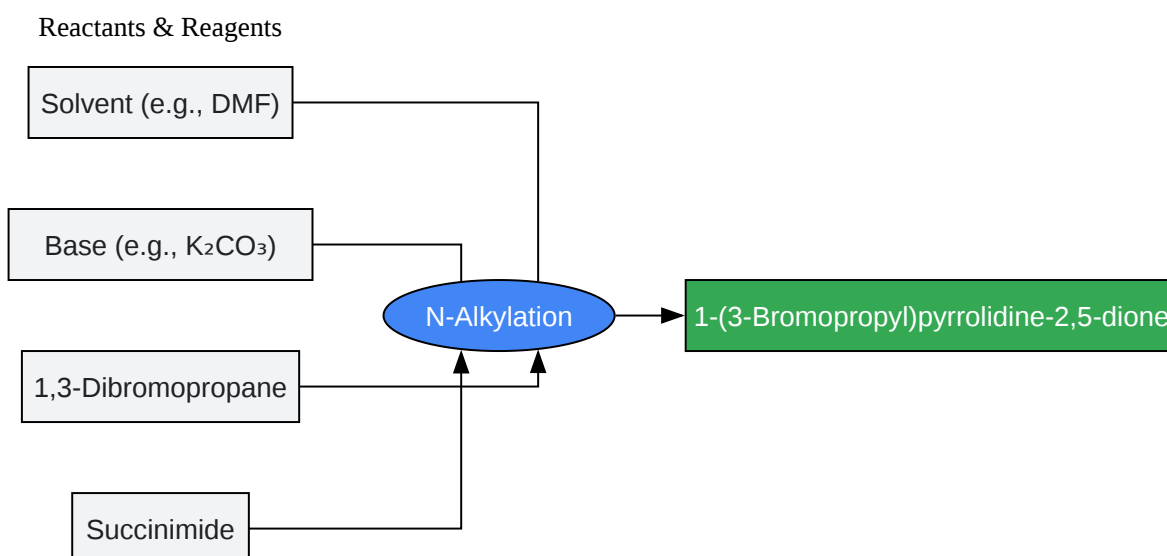 Reactants & Reagents
Solvent (e.g., DMF)
Base (e.g., K₂CO₃)
N-Alkylation
1-(3-Bromopropyl)pyrrolidine-2,5-dione
1,3-Dibromopropane
Succinimide